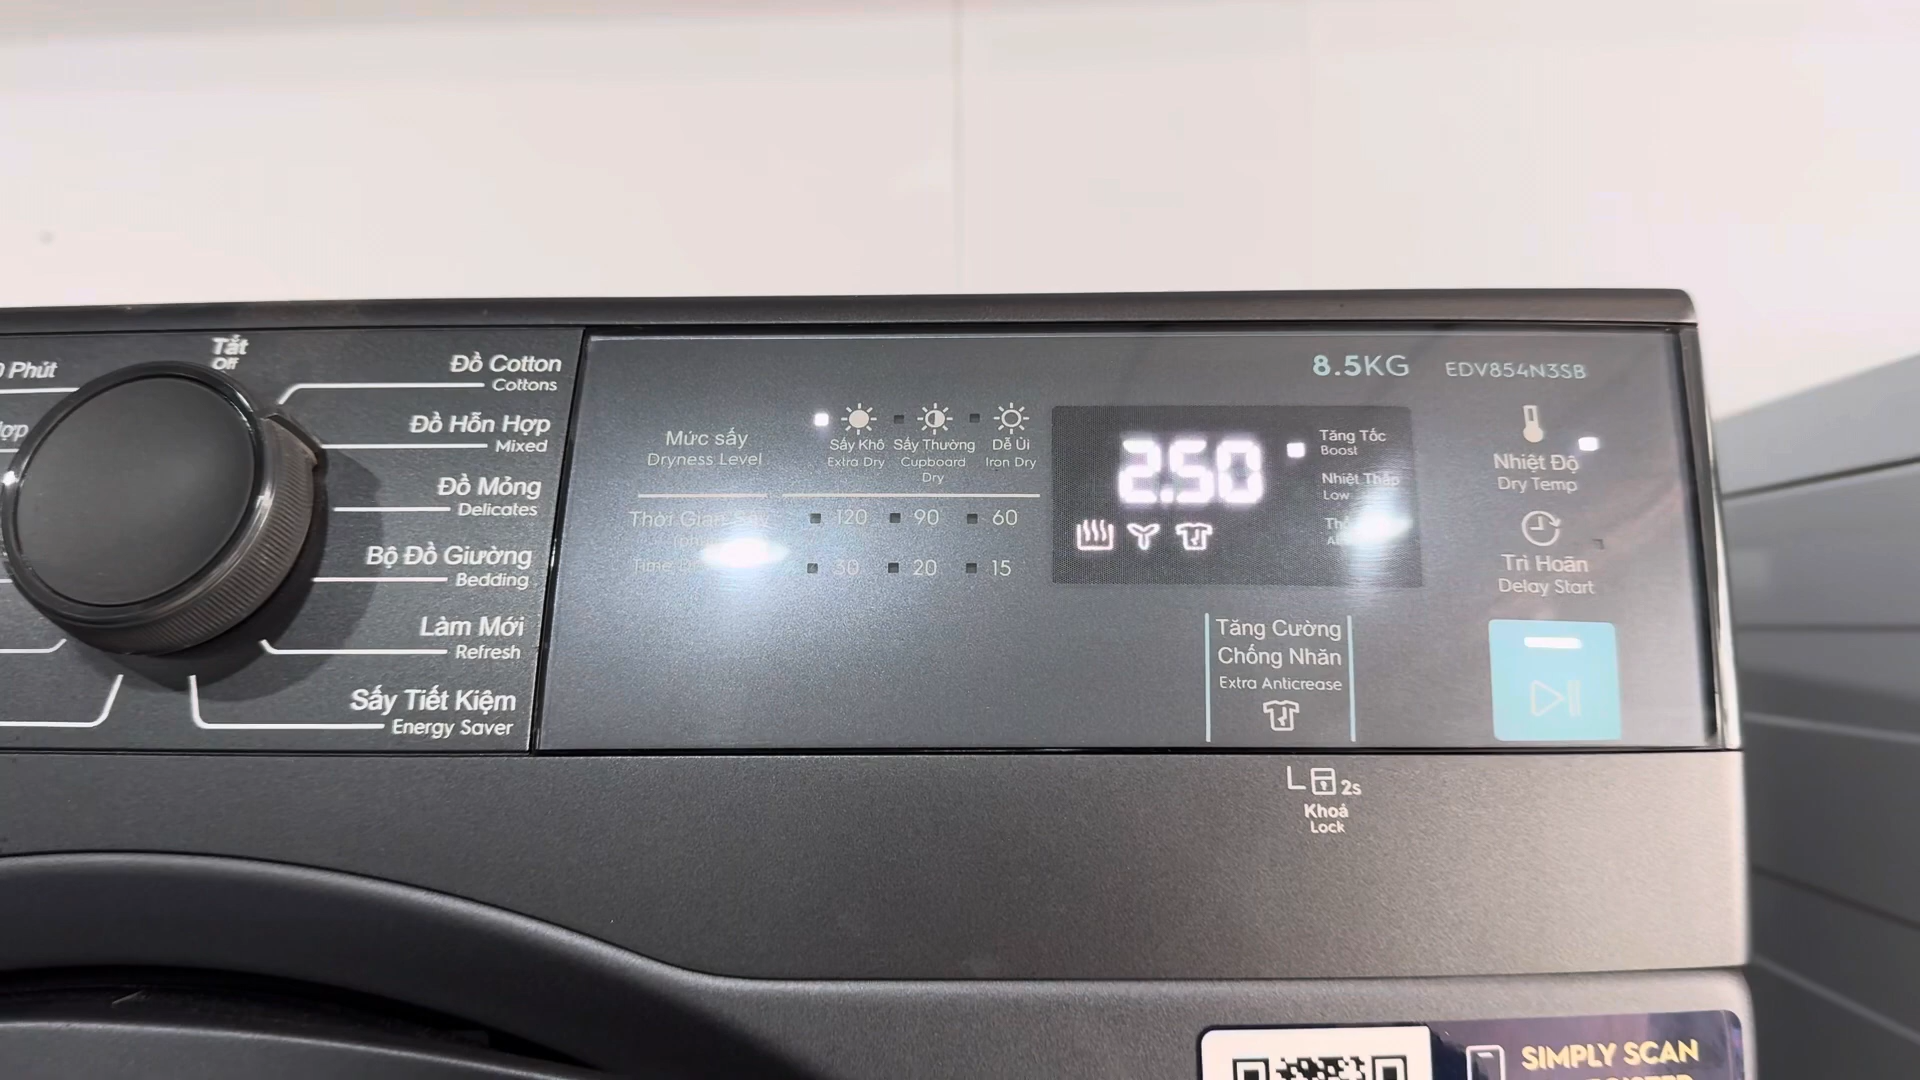 Phút
Tắt
Off
Đồ Cotton
Cottons
Đồ Hỗn Hợp
Mixed
Đồ Mỏng
Delicates
Bộ Đồ Giường
Bedding
Làm Mới
Refresh
Sấy Tiết Kiệm
Energy Saver
8.5KG
EDV854N3SB
Mức sấy
Dryness Level
Sấy Khô
Extra Dry
Sấy Thường
Cupboard
Dry
Dễ Ủi
Iron Dry
Thời Gian Sấy
120
90
60
30
20
15
2.50
Tăng Tốc
Boost
Nhiệt Thấp
Low
Nhiệt Độ
Dry Temp
Trì Hoãn
Delay Start
Tăng Cường
Chống Nhăn
Extra Anticrease
2s
Khoá
Lock
SIMPLY SCAN